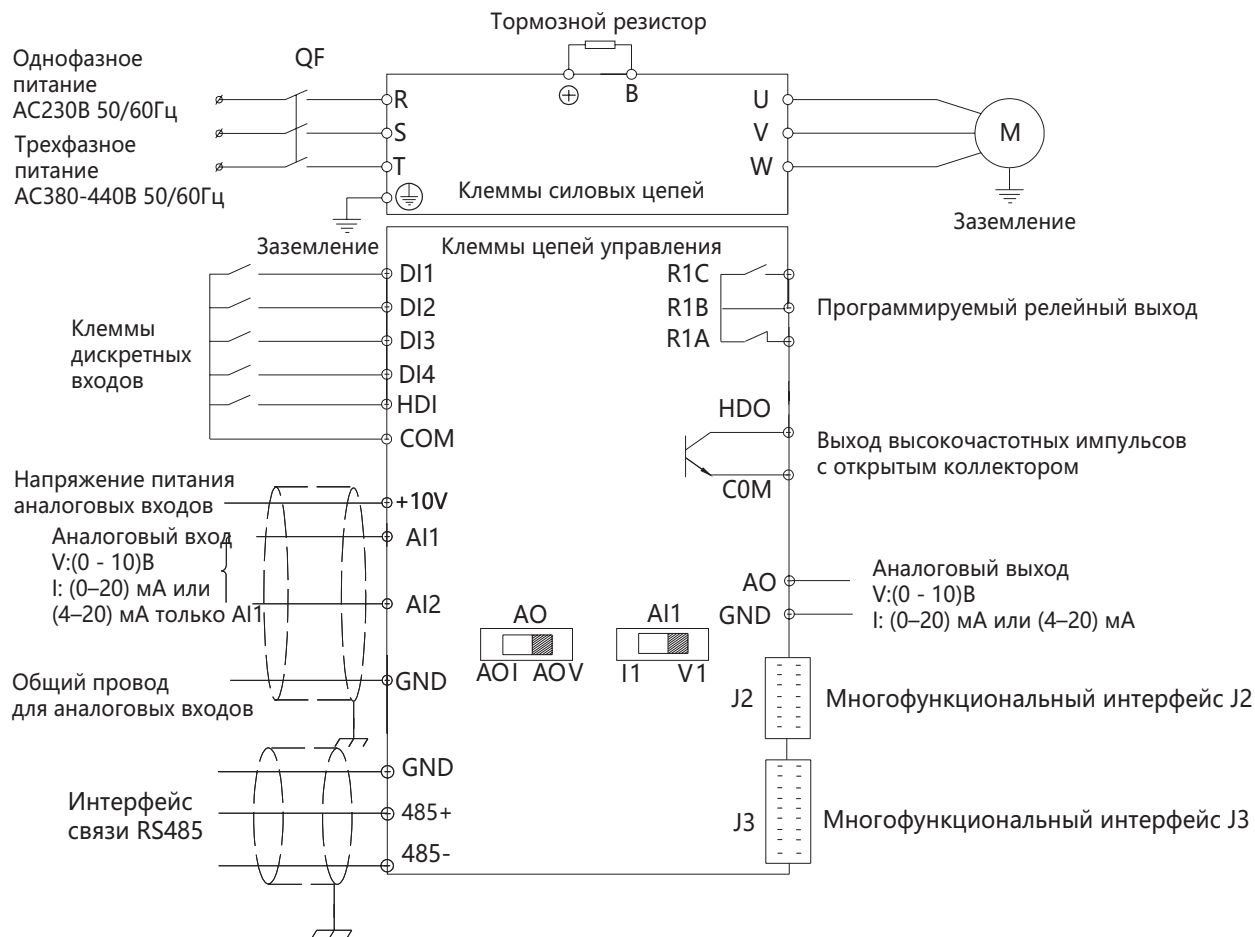 Тормозной резистор
Однофазное
питание
АС230В 50/60Гц
Трехфазное
питание
АС380-440В 50/60Гц
QF
R
S
T
B
U
V
W
M
Клеммы силовых цепей
Заземление
Заземление
Клеммы цепей управления
Клеммы
дискретных
входов
DI1
DI2
DI3
DI4
HDI
COM
R1C
R1B
R1A
Программируемый релейный выход
HDO
C0M
Выход высокочастотных импульсов
с открытым коллектором
Напряжение питания
аналоговых входов
+10V
Аналоговый вход
V:(0 - 10)В
I: (0–20) мА или
(4–20) мА только AI1
AI1
AI2
AO
AOI AOV
AI1
I1 V1
AO
GND
Аналоговый выход
V:(0 - 10)В
I: (0–20) мА или (4–20) мА
Общий провод
для аналоговых входов
GND
J2
Многофункциональный интерфейс J2
Интерфейс
связи RS485
GND
485+
485-
J3
Многофункциональный интерфейс J3